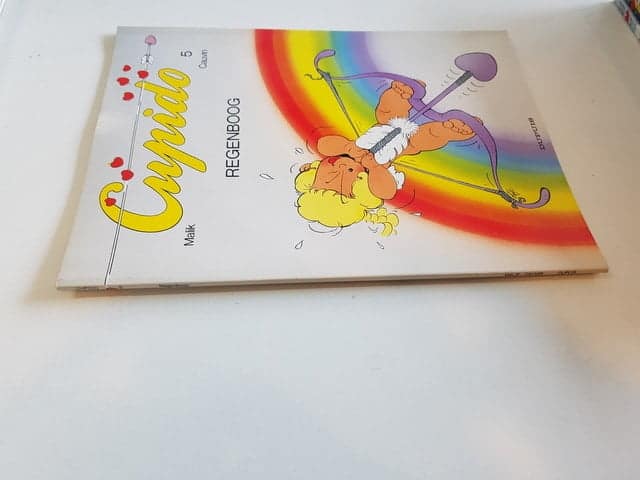 Cupido
Malik
5
Cauvin
REGENBOOG
DUPUIS